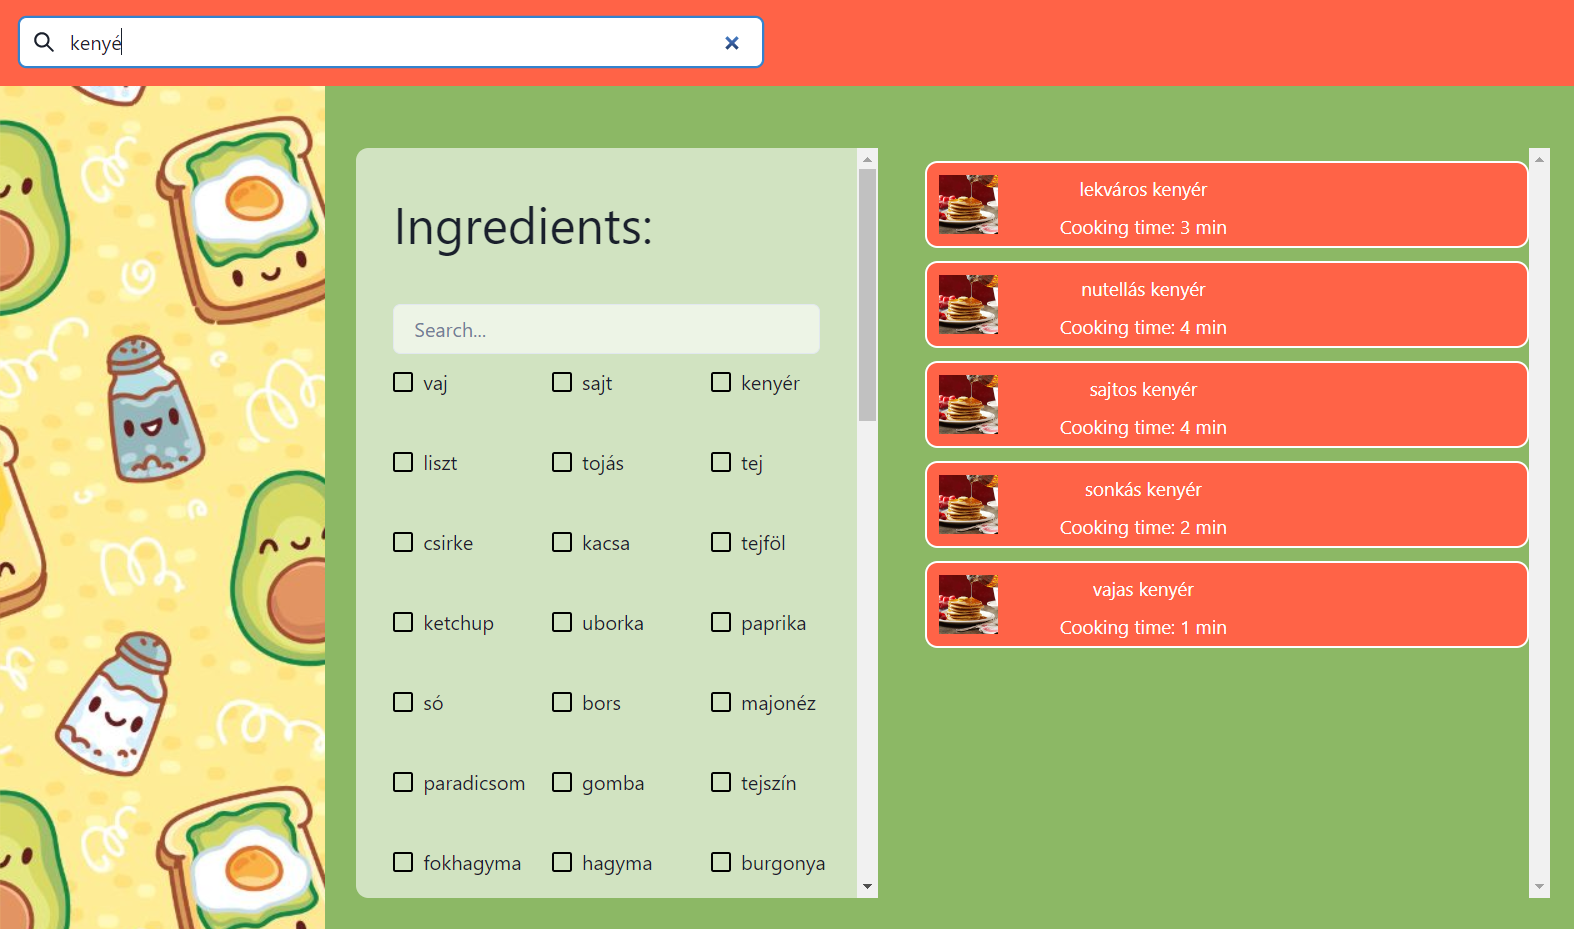 kenyé
Ingredients:
Search...
vaj
sajt
kenyér
liszt
tojás
tej
csirke
kacsa
tejföl
ketchup
uborka
paprika
só
bors
majonéz
paradicsom
gomba
tejszín
fokhagyma
hagyma
burgonya
lekváros kenyér
Cooking time: 3 min
nutellás kenyér
Cooking time: 4 min
sajtos kenyér
Cooking time: 4 min
sonkás kenyér
Cooking time: 2 min
vajas kenyér
Cooking time: 1 min